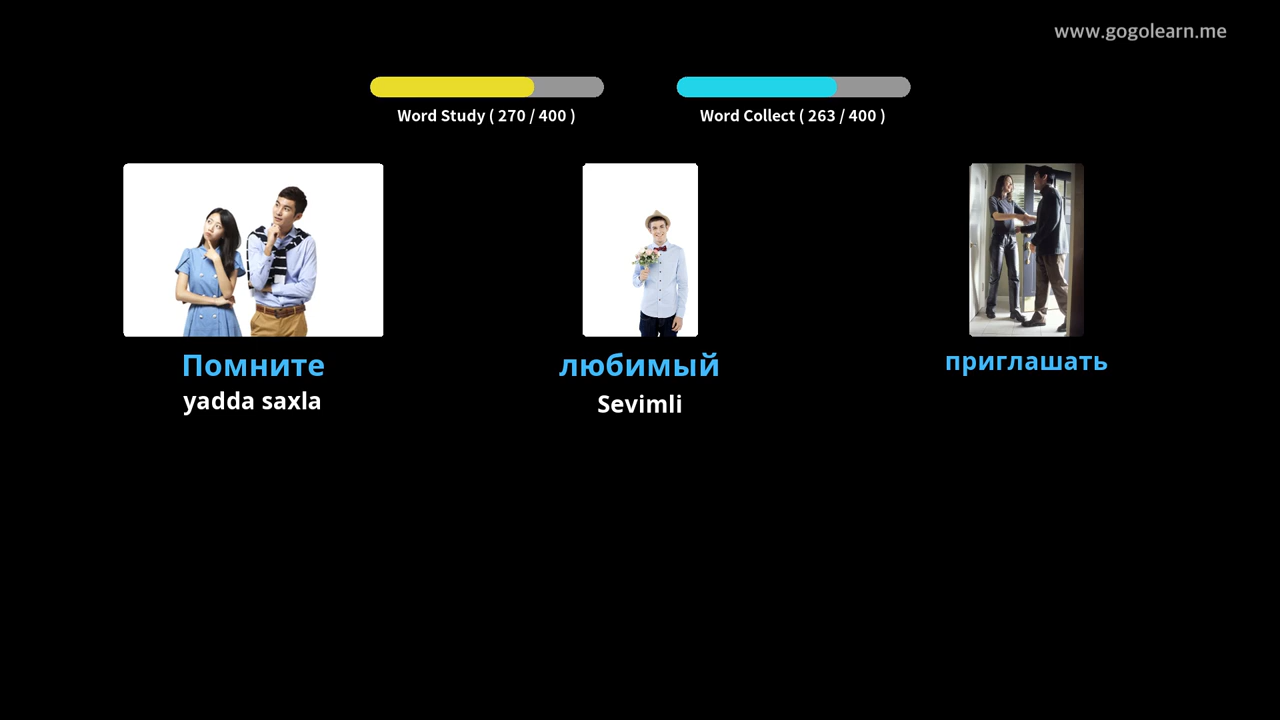 www.gogolearn.me
Word Study ( 270 / 400 )
Word Collect ( 263 / 400 )
Помните
любимый
приглашать
yadda saxla
Sevimli